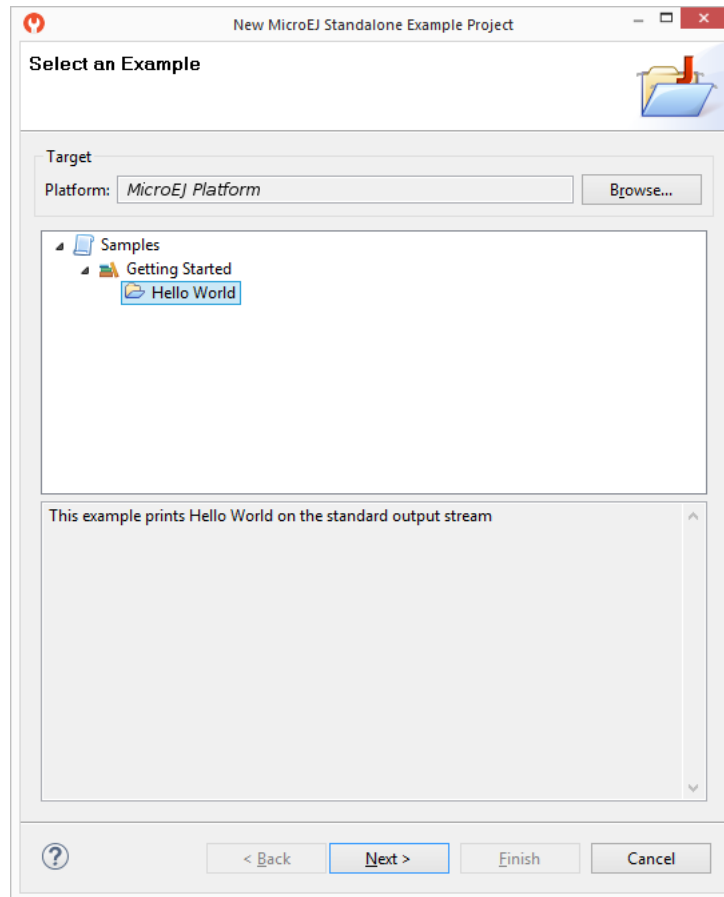 New MicroEJ Standalone Example Project
Select an Example
Target
Platform: MicroEJ Platform Browse...
Samples
Getting Started
Hello World
This example prints Hello World on the standard output stream
? < Back Next > Finish Cancel